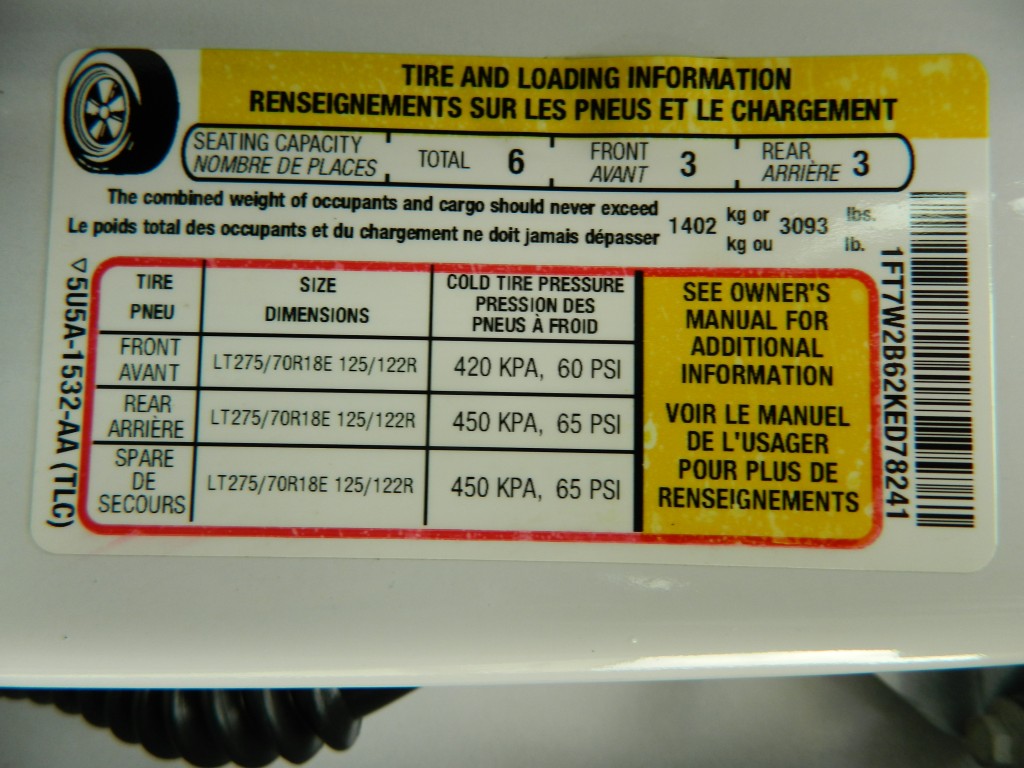 TIRE AND LOADING INFORMATION
RENSEIGNEMENTS SUR LES PNEUS ET LE CHARGEMENT
SEATING CAPACITY
NOMBRE DE PLACES
TOTAL 6
FRONT
AVANT
3
REAR
ARRIÈRE
3
The combined weight of occupants and cargo should never exceed
Le poids total des occupants et du chargement ne doit jamais dépasser
1402 kg or 3093 lbs.
kg ou lb.
TIRE
PNEU
SIZE
DIMENSIONS
COLD TIRE PRESSURE
PRESSION DES
PNEUS À FROID
FRONT
AVANT
LT275/70R18E 125/122R
420 KPA, 60 PSI
REAR
ARRIÈRE
LT275/70R18E 125/122R
450 KPA, 65 PSI
SPARE
DE
SECOURS
LT275/70R18E 125/122R
450 KPA, 65 PSI
SEE OWNER'S
MANUAL FOR
ADDITIONAL
INFORMATION
VOIR LE MANUEL
DE L'USAGER
POUR PLUS DE
RENSEIGNEMENTS
▽5U5A-1532-AA (TLC)
1FT7W2B62KED78241